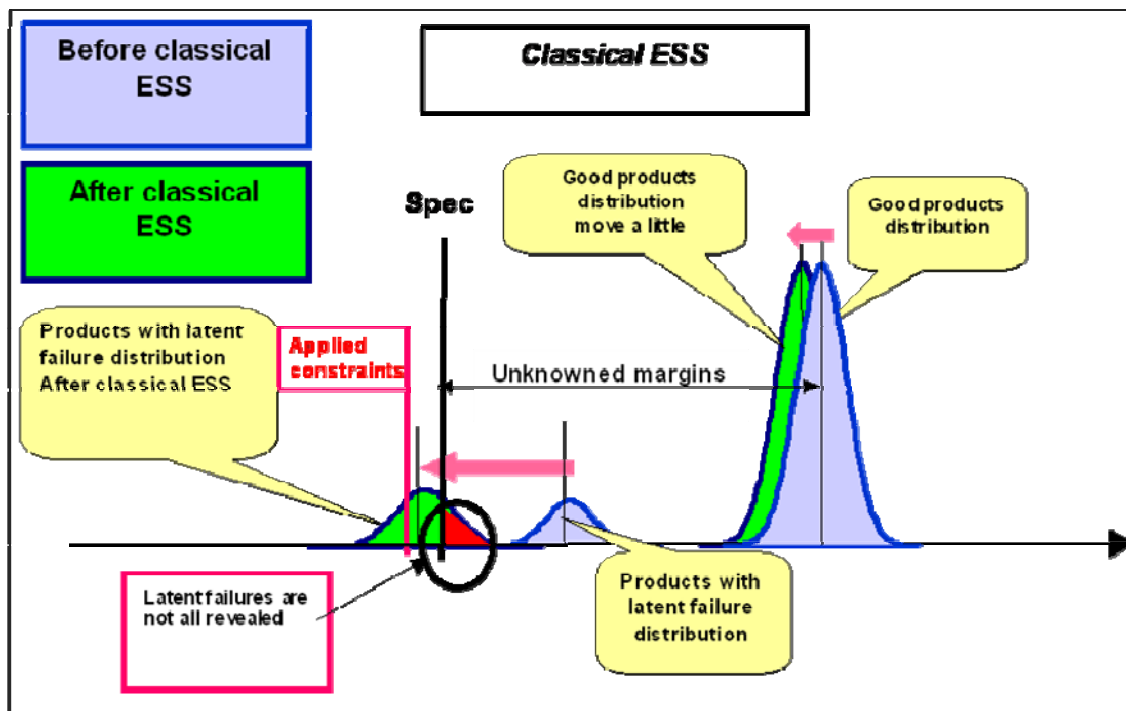 Before classical
ESS
Classical ESS
After classical
ESS
Spec
Good products
distribution
move a little
Good products
distribution
Products with latent
failure distribution
After classical ESS
Applied
constraints
Unknowned margins
Latent failures are
not all revealed
Products with
latent failure
distribution